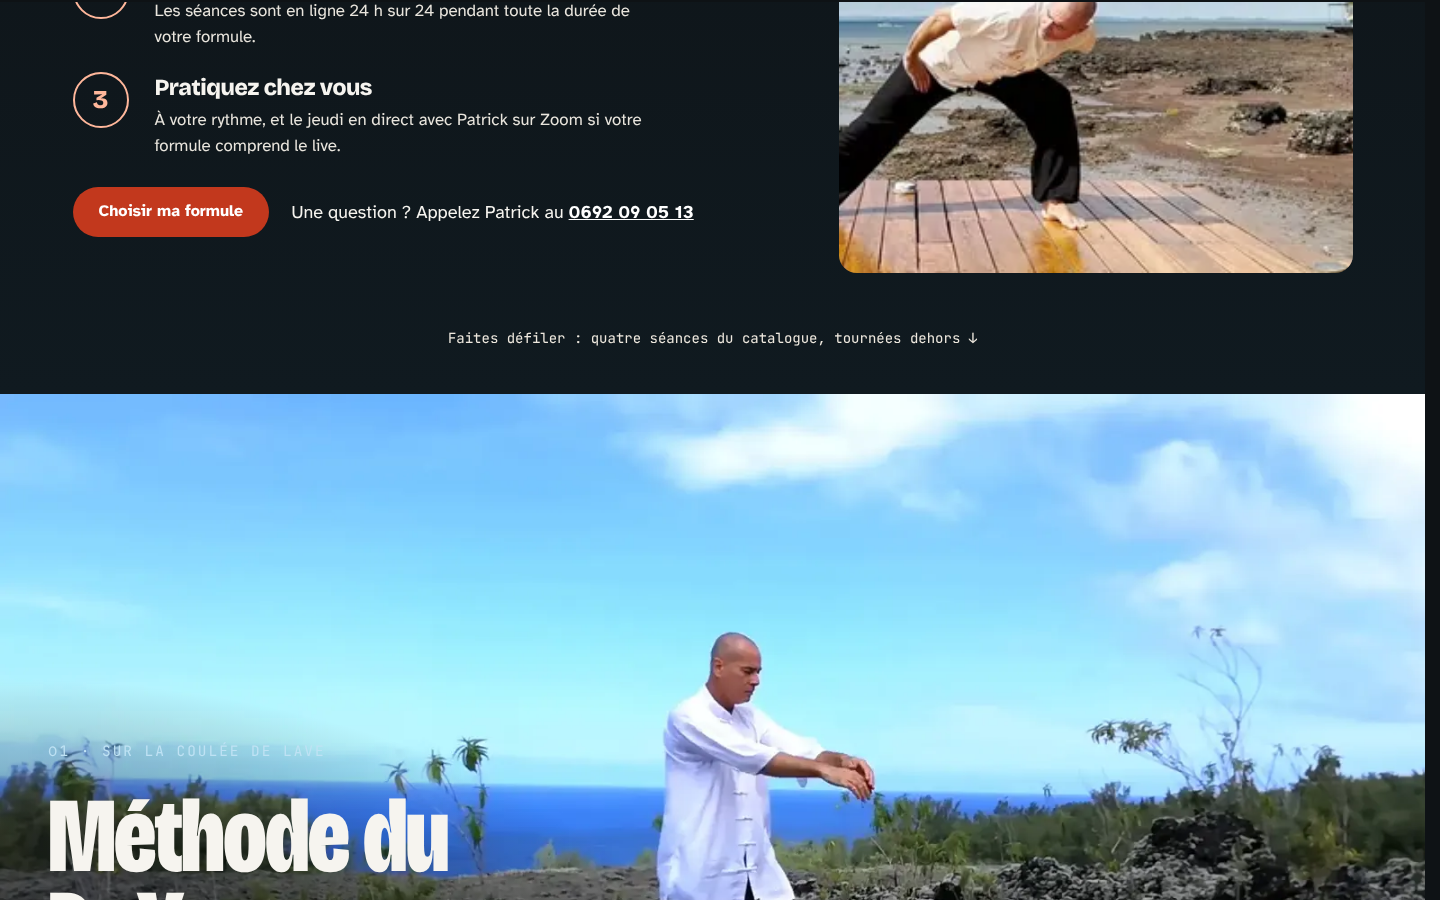 Les séances sont en ligne 24 h sur 24 pendant toute la durée de
votre formule.
3
Pratiquez chez vous
À votre rythme, et le jeudi en direct avec Patrick sur Zoom si votre
formule comprend le live.
Choisir ma formule
Une question ? Appelez Patrick au 0692 09 05 13
Faites défiler : quatre séances du catalogue, tournées dehors ↓
01 · SUR LA COULÉE DE LAVE
Méthode du